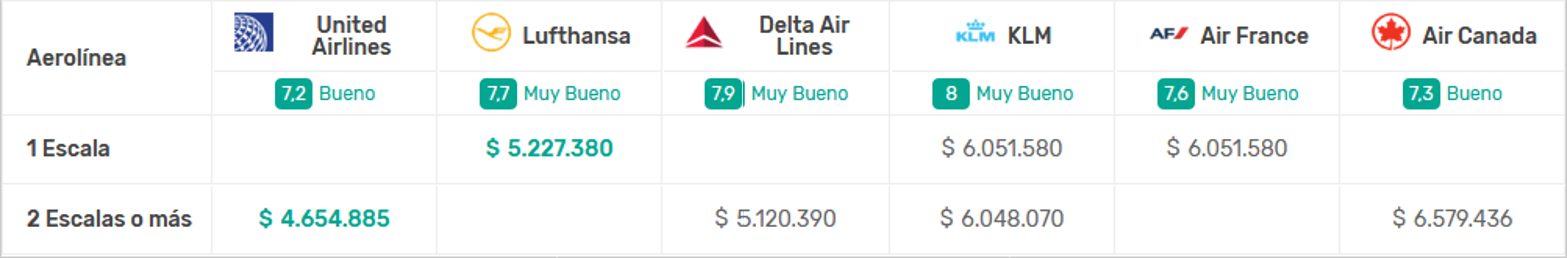 Aerolínea
United Airlines
Lufthansa
Delta Air Lines
KLM KLM
AF Air France
Air Canada
7,2 Bueno
7,7 Muy Bueno
7,9 Muy Bueno
8 Muy Bueno
7,6 Muy Bueno
7,3 Bueno
1 Escala
$ 5.227.380
$ 6.051.580
$ 6.051.580
2 Escalas o más
$ 4.654.885
$ 5.120.390
$ 6.048.070
$ 6.579.436